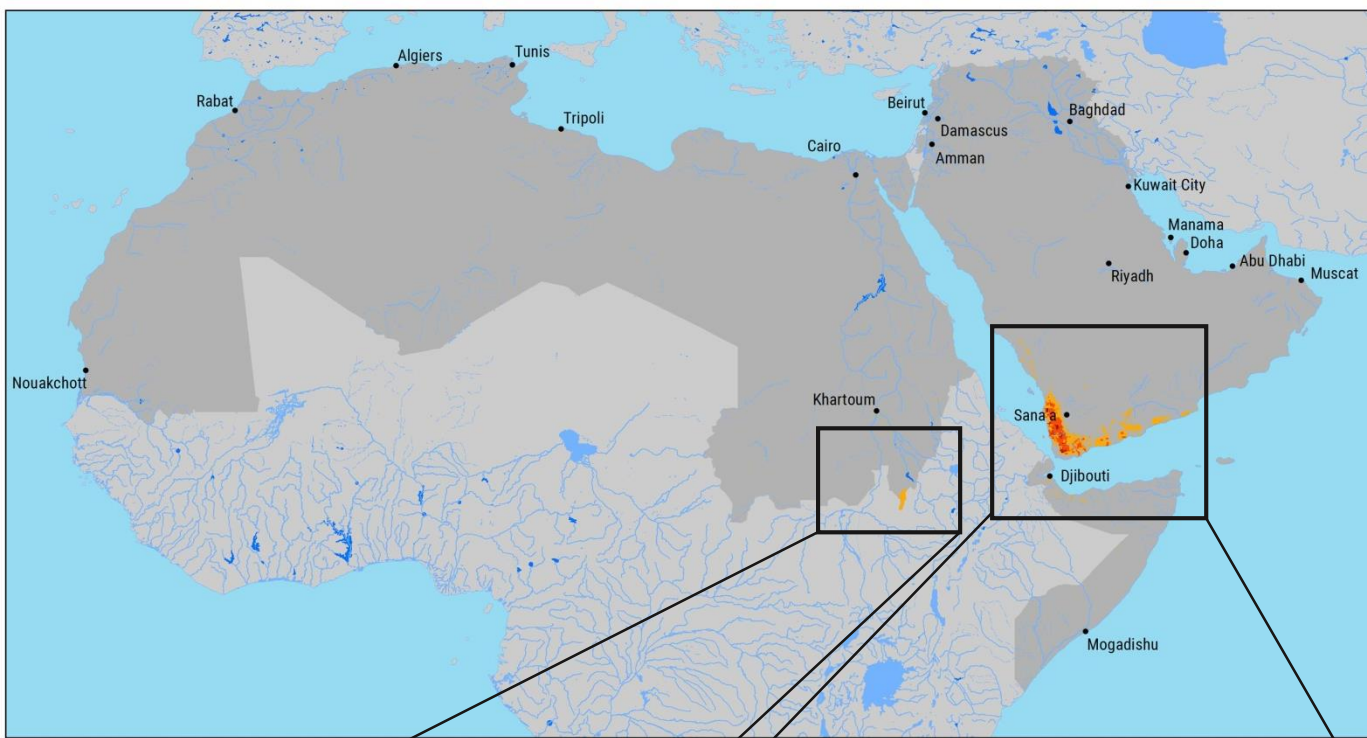 Algiers
Tunis
Rabat
Tripoli
Beirut
Baghdad
Damascus
Cairo
Amman
Kuwait City
Manama
Doha
Abu Dhabi
Riyadh
Muscat
Nouakchott
Khartoum
Sana'a
Djibouti
Mogadishu